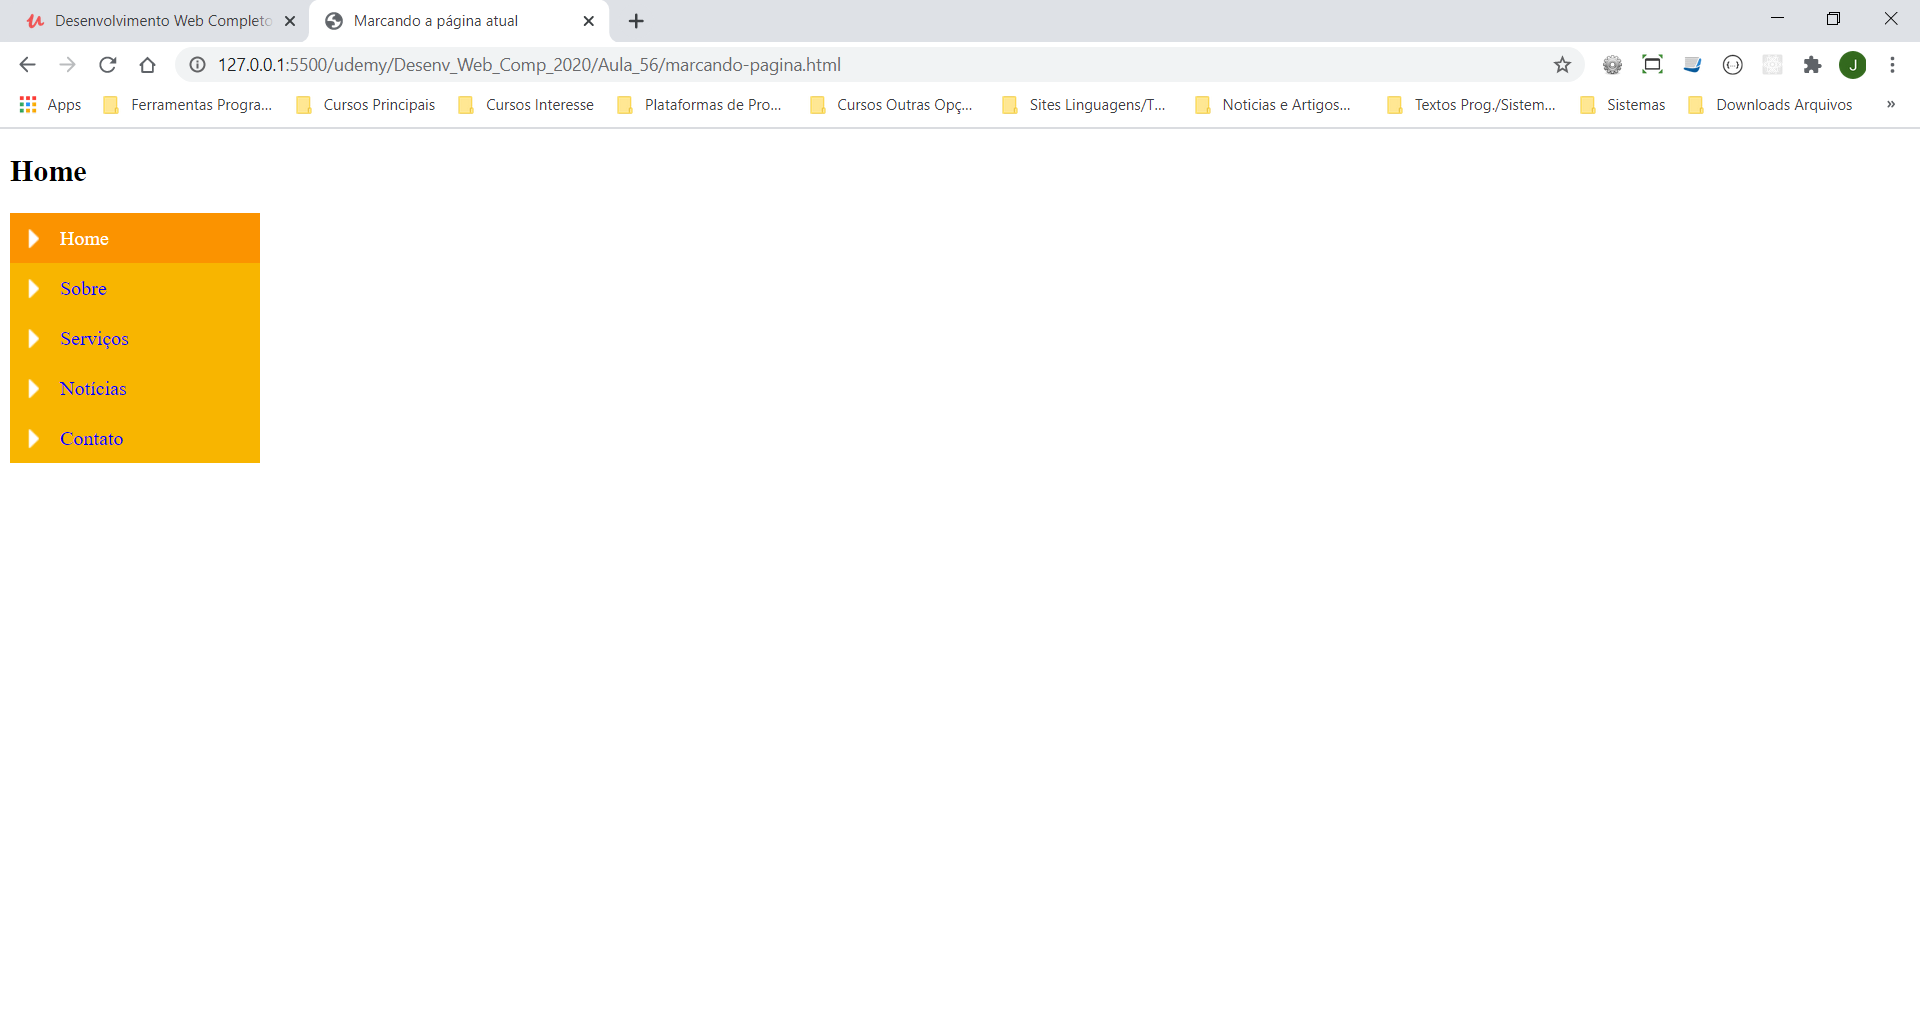 Desenvolvimento Web Completo
Marcando a página atual
127.0.0.1:5500/udemy/Desenv_Web_Comp_2020/Aula_56/marcando-pagina.html
J
Apps Ferramentas Progra... Cursos Principais Cursos Interesse Plataformas de Pro... Cursos Outras Opç... Sites Linguagens/T... Noticias e Artigos... Textos Prog./Sistem... Sistemas Downloads Arquivos »
Home
Home
Sobre
Serviços
Notícias
Contato